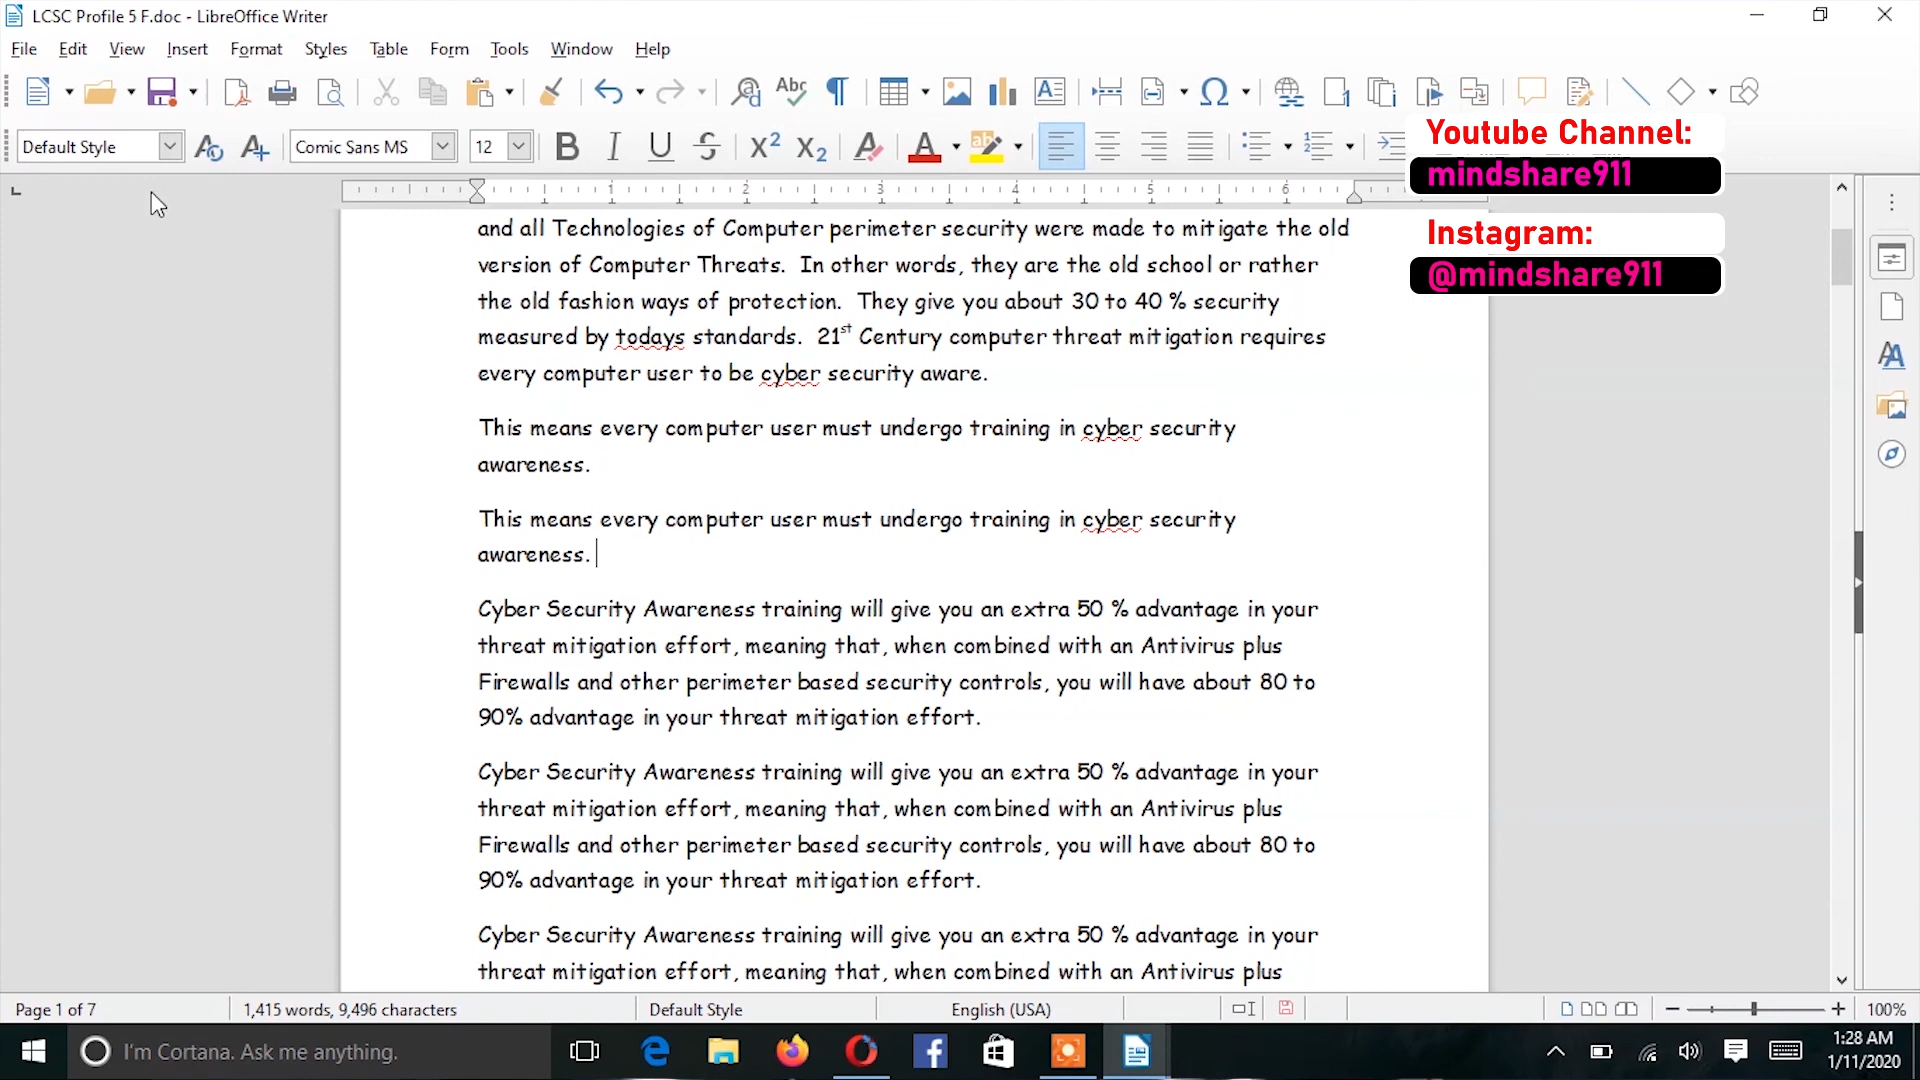 LCSC Profile 5 F.doc - LibreOffice Writer
File Edit View Insert Format Styles Table Form Tools Window Help
Default Style Comic Sans MS 12
Youtube Channel:
mindshare911
Instagram:
@mindshare911
1 2 3 4 5 6
and all Technologies of Computer perimeter security were made to mitigate the old
version of Computer Threats.  In other words, they are the old school or rather
the old fashion ways of protection.  They give you about 30 to 40 % security
measured by todays standards.  21st Century computer threat mitigation requires
every computer user to be cyber security aware.
This means every computer user must undergo training in cyber security
awareness.
This means every computer user must undergo training in cyber security
awareness.
Cyber Security Awareness training will give you an extra 50 % advantage in your
threat mitigation effort, meaning that, when combined with an Antivirus plus
Firewalls and other perimeter based security controls, you will have about 80 to
90% advantage in your threat mitigation effort.
Cyber Security Awareness training will give you an extra 50 % advantage in your
threat mitigation effort, meaning that, when combined with an Antivirus plus
Firewalls and other perimeter based security controls, you will have about 80 to
90% advantage in your threat mitigation effort.
Cyber Security Awareness training will give you an extra 50 % advantage in your
threat mitigation effort, meaning that, when combined with an Antivirus plus
Page 1 of 7 1,415 words, 9,496 characters Default Style English (USA) 100%
I'm Cortana. Ask me anything.
1:28 AM
1/11/2020